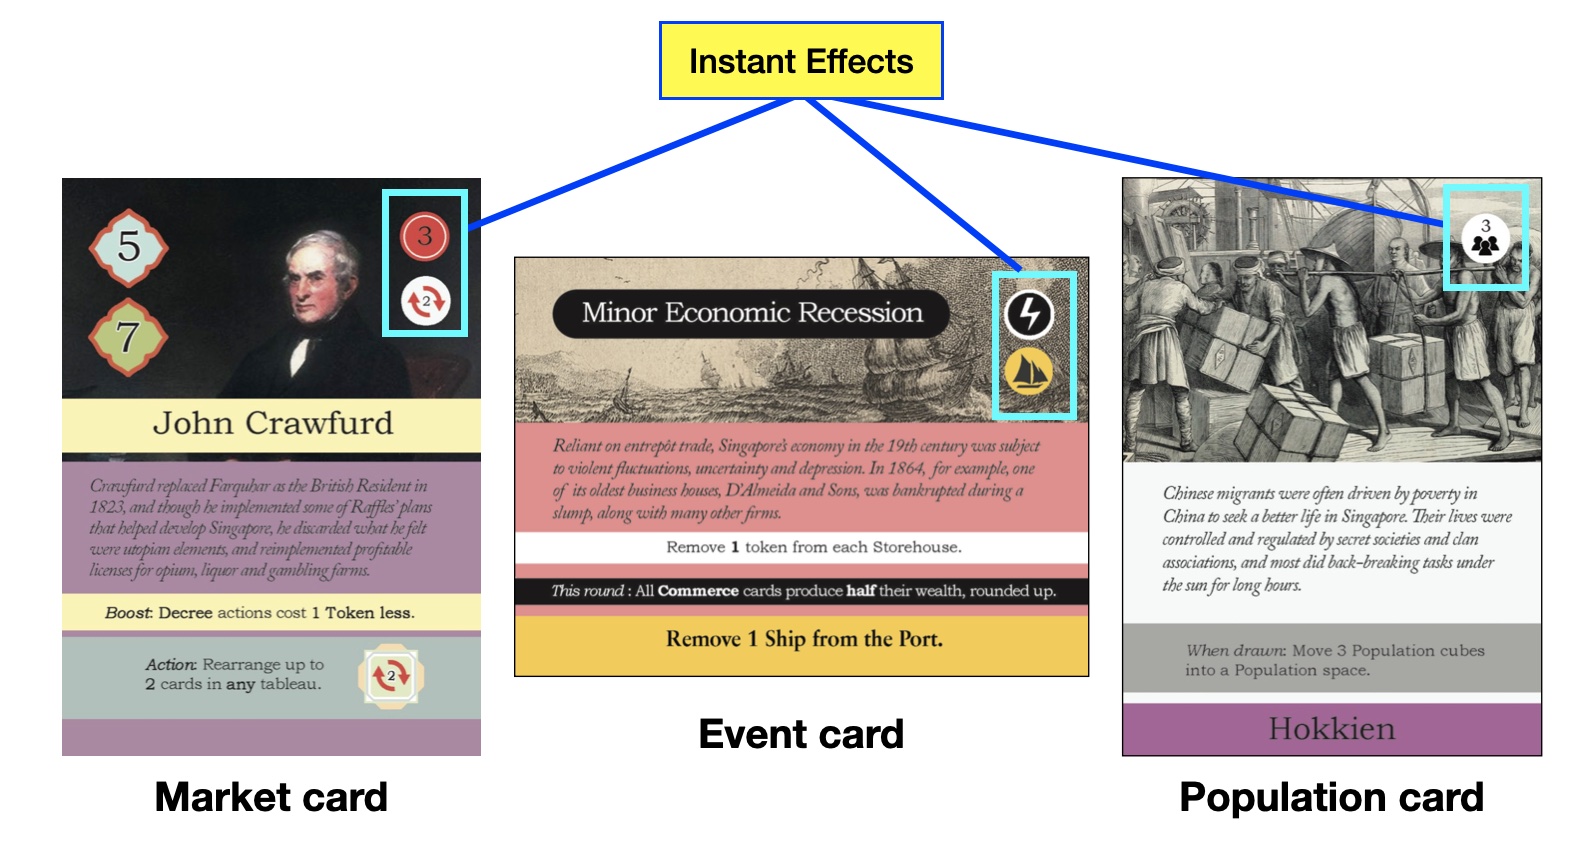 Instant Effects
5
7
3
2
John Crawfurd
Crawfurd replaced Farquhar as the British Resident in
1823, and though he implemented some of Raffles' plans
that helped develop Singapore, he discarded what he felt
were utopian elements, and reimplemented profitable
licenses for opium, liquor and gambling farms.
Boost: Decree actions cost 1 Token less.
Action: Rearrange up to
2 cards in any tableau.
2
Market card
Minor Economic Recession
Reliant on entrepôt trade, Singapore's economy in the 19th century was subject
to violent fluctuations, uncertainty and depression. In 1864, for example, one
of its oldest business houses, D'Almeida and Sons, was bankrupted during a
slump, along with many other firms.
Remove 1 token from each Storehouse.
This round : All Commerce cards produce half their wealth, rounded up.
Remove 1 Ship from the Port.
Event card
3
Chinese migrants were often driven by poverty in
China to seek a better life in Singapore. Their lives were
controlled and regulated by secret societies and clan
associations, and most did back-breaking tasks under
the sun for long hours.
When drawn: Move 3 Population cubes
into a Population space.
Hokkien
Population card